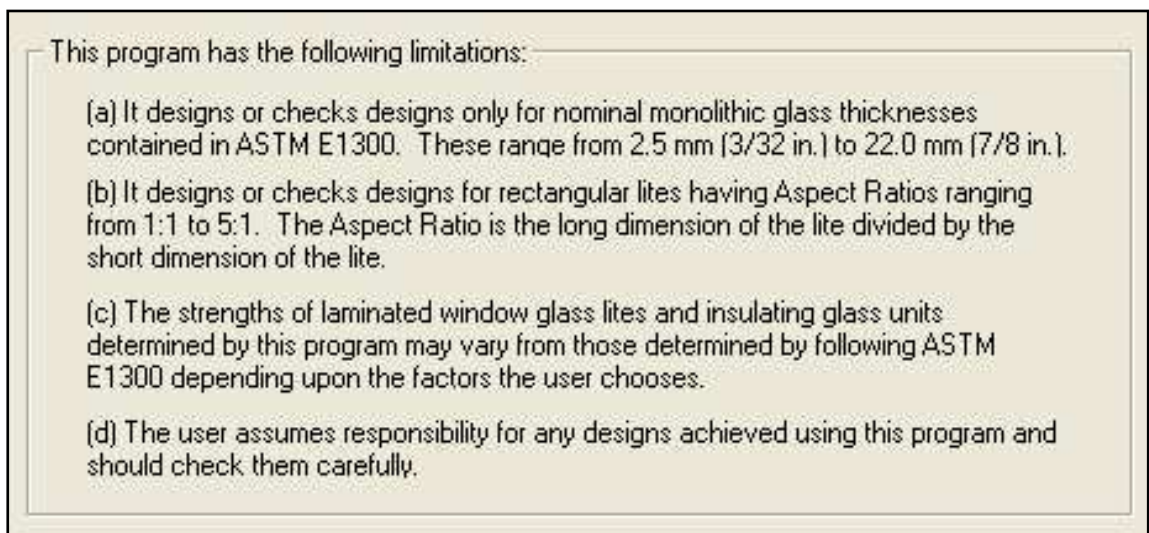 This program has the following limitations:
(a) It designs or checks designs only for nominal monolithic glass thicknesses
contained in ASTM E1300.  These range from 2.5 mm (3/32 in.) to 22.0 mm (7/8 in.).
(b) It designs or checks designs for rectangular lites having Aspect Ratios ranging
from 1:1 to 5:1.  The Aspect Ratio is the long dimension of the lite divided by the
short dimension of the lite.
(c) The strengths of laminated window glass lites and insulating glass units
determined by this program may vary from those determined by following ASTM
E1300 depending upon the factors the user chooses.
(d) The user assumes responsibility for any designs achieved using this program and
should check them carefully.